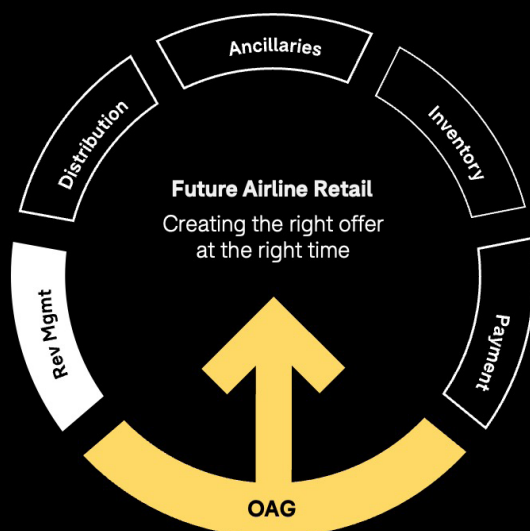 Ancillaries
Distribution
Inventory
Future Airline Retail
Creating the right offer
at the right time
Rev Mgmt
Payment
OAG